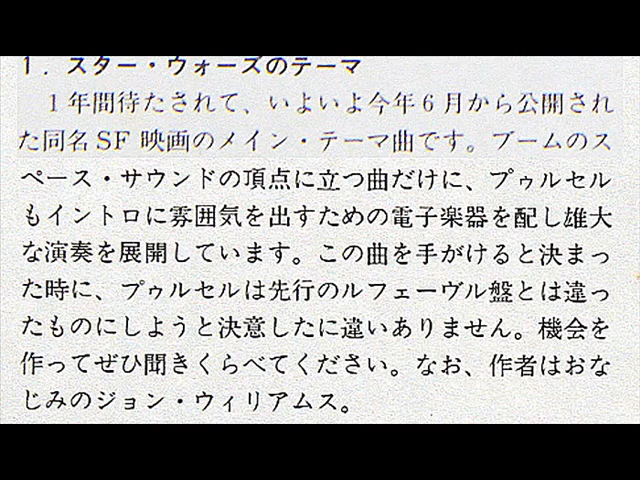 1．スター・ウォーズのテーマ
1年間待たされて、いよいよ今年6月から公開され
た同名SF映画のメイン・テーマ曲です。ブームのス
ペース・サウンドの頂点に立つ曲だけに、プゥルセル
もイントロに雰囲気を出すための電子楽器を配し雄大
な演奏を展開しています。この曲を手がけると決まっ
た時に、プゥルセルは先行のルフェーヴル盤とは違っ
たものにしようと決意したに違いありません。機会を
作ってぜひ聞きくらべてください。なお、作者はおな
じみのジョン・ウィリアムス。